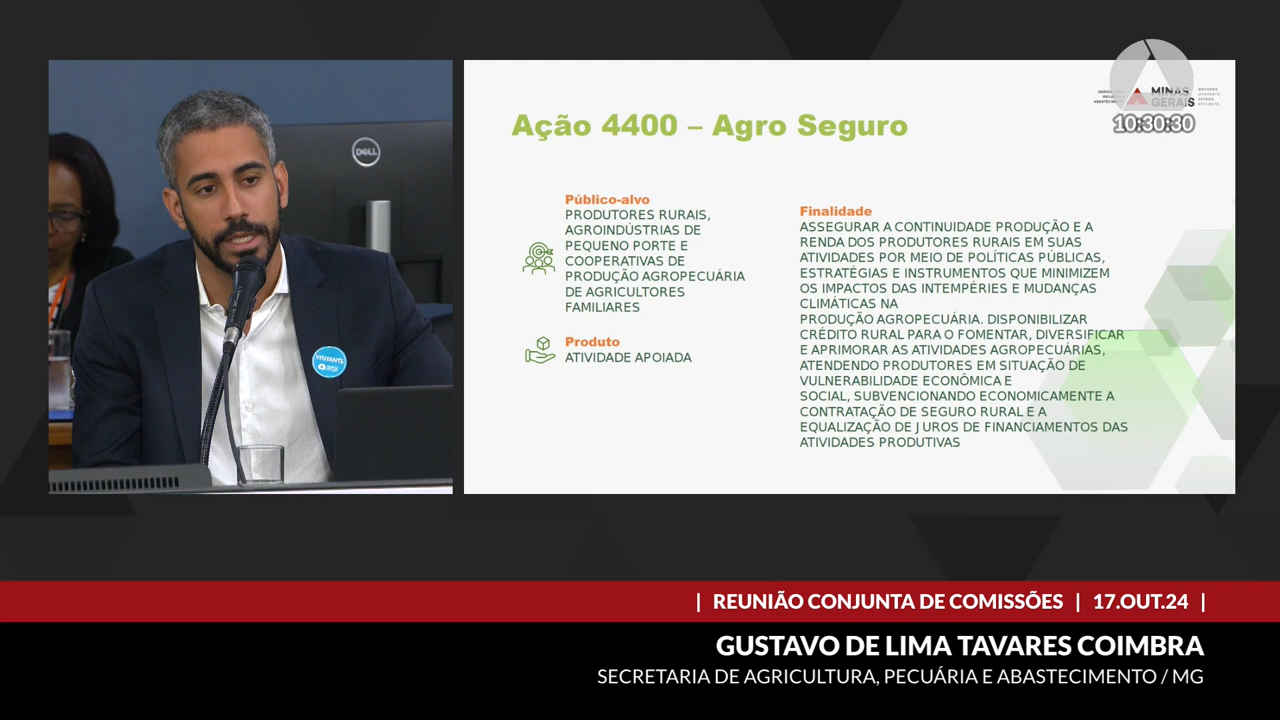 DELL
VISITANTE
MINAS
GERAIS
10:30:30
Ação 4400 – Agro Seguro
Público-alvo
PRODUTORES RURAIS,
AGROINDÚSTRIAS DE
PEQUENO PORTE E
COOPERATIVAS DE
PRODUÇÃO AGROPECUÁRIA
DE AGRICULTORES
FAMILIARES
Produto
ATIVIDADE APOIADA
Finalidade
ASSEGURAR A CONTINUIDADE PRODUÇÃO E A
RENDA DOS PRODUTORES RURAIS EM SUAS
ATIVIDADES POR MEIO DE POLÍTICAS PÚBLICAS,
ESTRATÉGIAS E INSTRUMENTOS QUE MINIMIZEM
OS IMPACTOS DAS INTEMPÉRIES E MUDANÇAS
CLIMÁTICAS NA
PRODUÇÃO AGROPECUÁRIA. DISPONIBILIZAR
CRÉDITO RURAL PARA O FOMENTAR, DIVERSIFICAR
E APRIMORAR AS ATIVIDADES AGROPECUÁRIAS,
ATENDENDO PRODUTORES EM SITUAÇÃO DE
VULNERABILIDADE ECONÔMICA E
SOCIAL, SUBVENCIONANDO ECONOMICAMENTE A
CONTRATAÇÃO DE SEGURO RURAL E A
EQUALIZAÇÃO DE JUROS DE FINANCIAMENTOS DAS
ATIVIDADES PRODUTIVAS
| REUNIÃO CONJUNTA DE COMISSÕES | 17.OUT.24 |
GUSTAVO DE LIMA TAVARES COIMBRA
SECRETARIA DE AGRICULTURA, PECUÁRIA E ABASTECIMENTO / MG